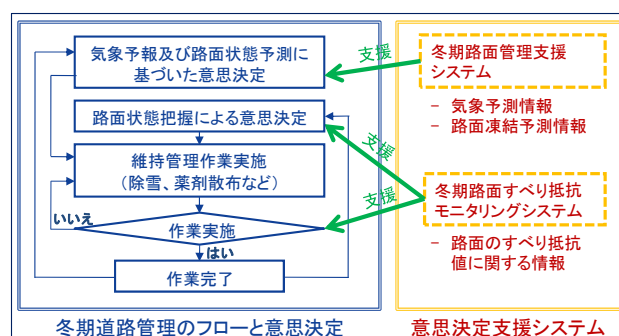 気象予報及び路面状態予測に
基づいた意思決定
路面状態把握による意思決定
維持管理作業実施
(除雪、薬剤散布など)
いいえ
作業実施
はい
作業完了
冬期道路管理のフローと意思決定
支援
支援
支援
冬期路面管理支援
システム
− 気象予測情報
− 路面凍結予測情報
冬期路面すべり抵抗
モニタリングシステム
− 路面のすべり抵抗
値に関する情報
意思決定支援システム